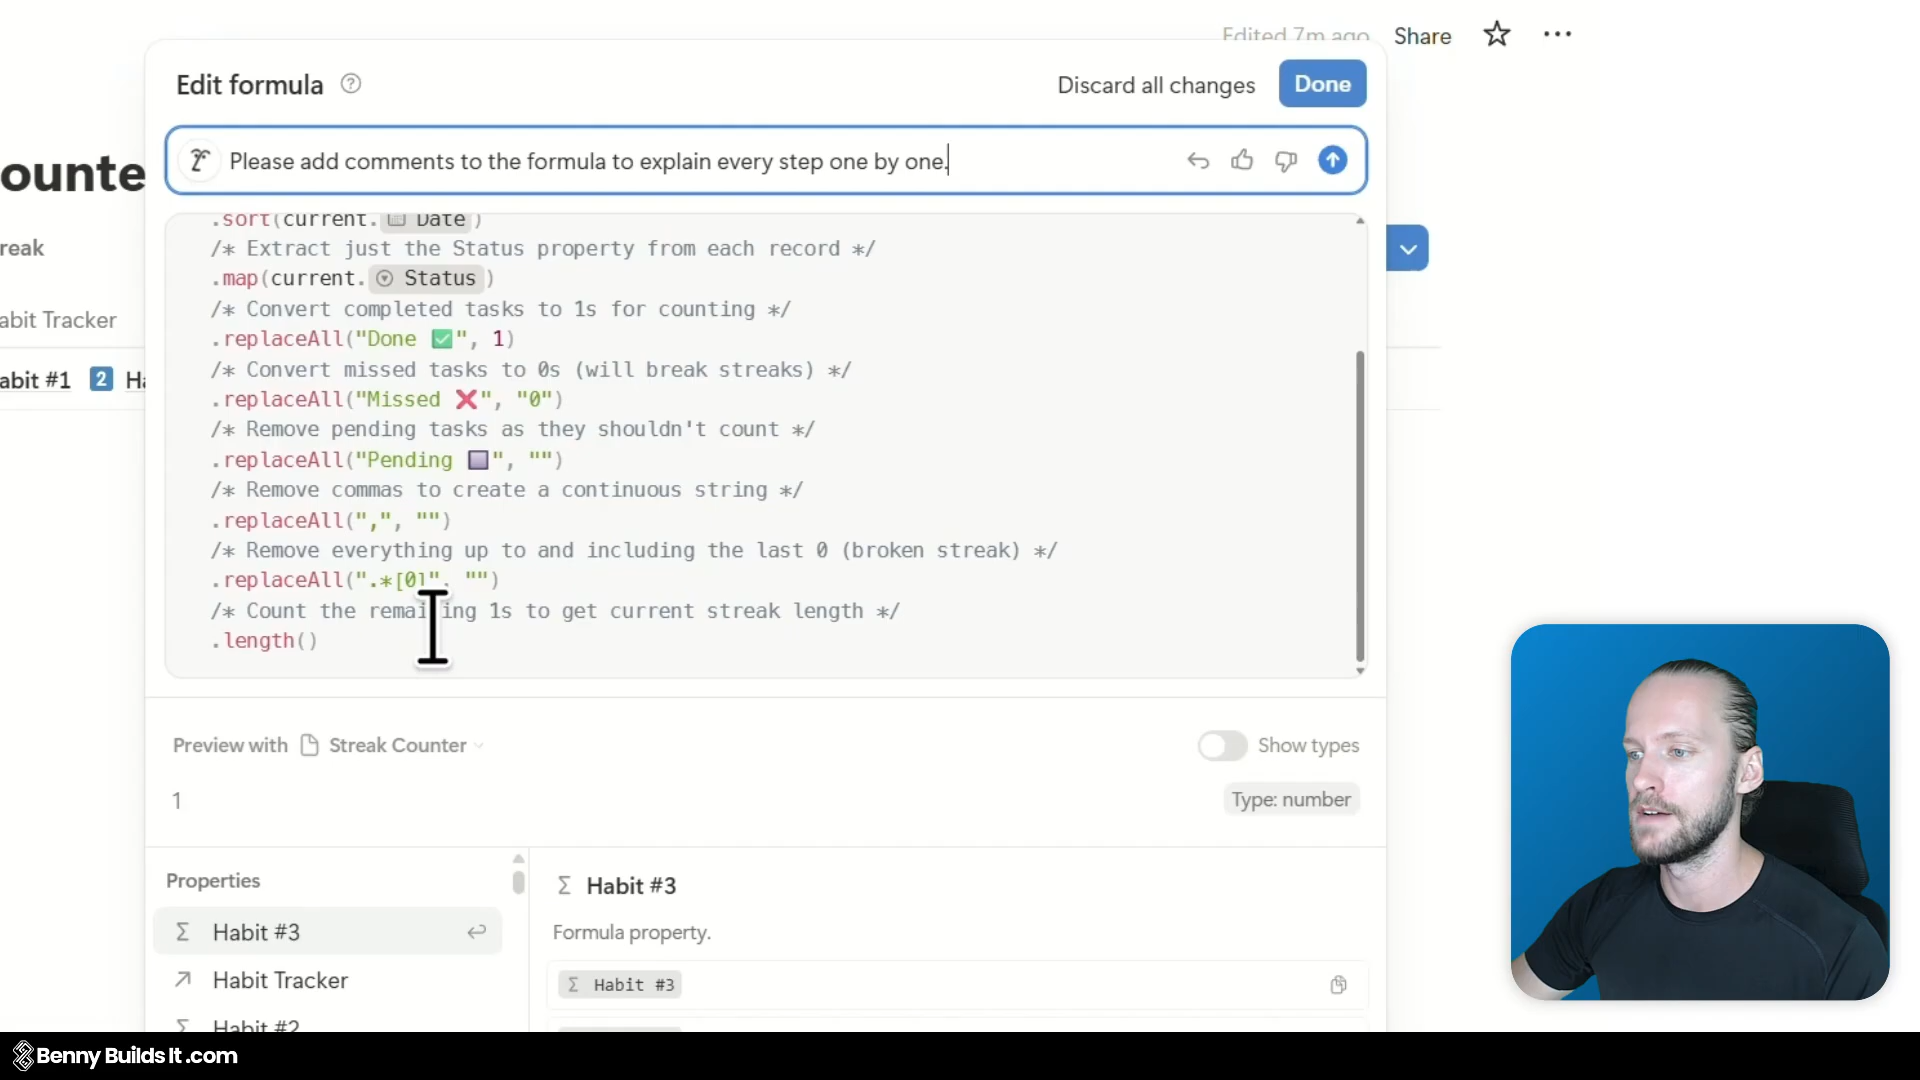 Edited 7m ago Share
ounte
Edit formula
Discard all changes
Done
Please add comments to the formula to explain every step one by one.
reak
abit Tracker
abit #1 2 Ha
.sort(current. Date )
/* Extract just the Status property from each record */
.map(current. Status )
/* Convert completed tasks to 1s for counting */
.replaceAll("Done ✅", 1)
/* Convert missed tasks to 0s (will break streaks) */
.replaceAll("Missed ❌", "0")
/* Remove pending tasks as they shouldn't count */
.replaceAll("Pending 🟪", "")
/* Remove commas to create a continuous string */
.replaceAll(",", "")
/* Remove everything up to and including the last 0 (broken streak) */
.replaceAll(".*[0]", "")
/* Count the remaining 1s to get current streak length */
.length()
Preview with Streak Counter
Show types
1
Type: number
Properties
Habit #3
Habit Tracker
Habit #2
Habit #3
Formula property.
Habit #3
Benny Builds It .com